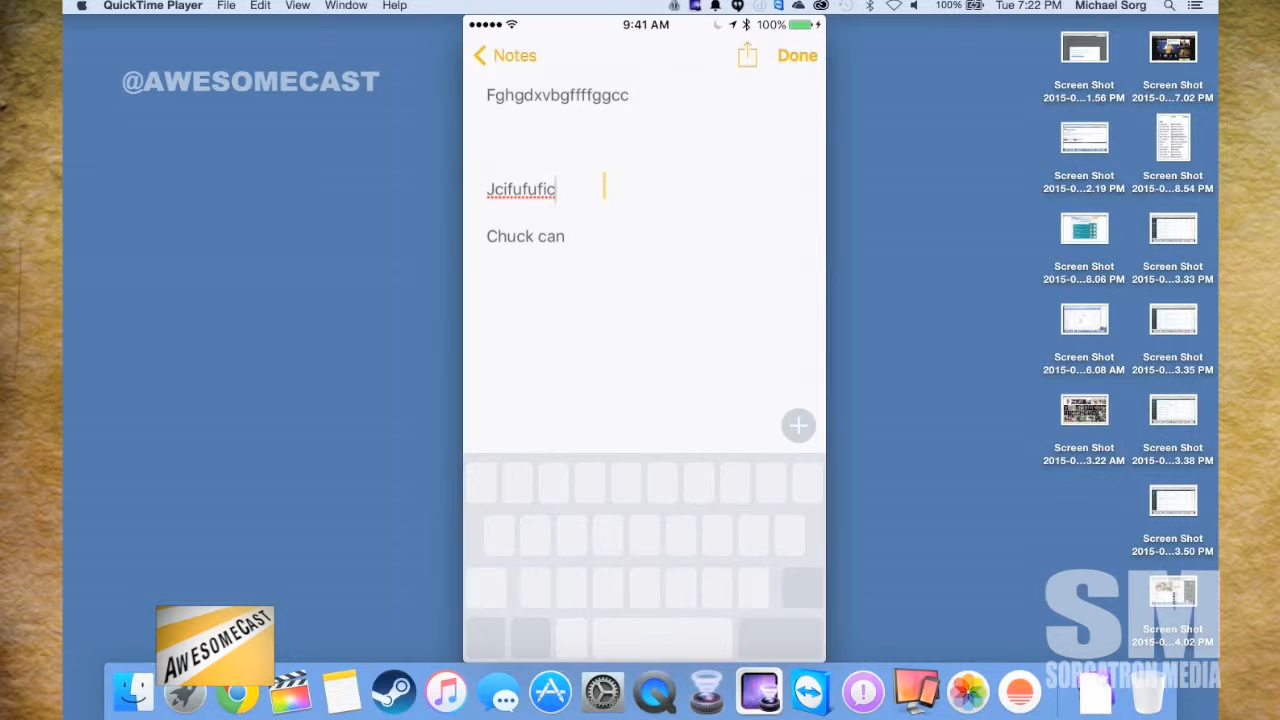 QuickTime Player File Edit View Window Help 100% Tue 7:22 PM Michael Sorg
@AWESOMECAST
9:41 AM 100%
Notes Done
Fghgdxvbgffffggcc
Jcifufufic
Chuck can
Screen Shot
2015-0...1.56 PM
Screen Shot
2015-0...7.02 PM
Screen Shot
2015-0...2.19 PM
Screen Shot
2015-0...8.54 PM
Screen Shot
2015-0...8.06 PM
Screen Shot
2015-0...3.33 PM
Screen Shot
2015-0...6.08 AM
Screen Shot
2015-0...3.35 PM
Screen Shot
2015-0...3.22 AM
Screen Shot
2015-0...3.38 PM
Screen Shot
2015-0...3.50 PM
Screen Shot
2015-0...4.02 PM
AWESOMECAST
SM
SORGATRON MEDIA